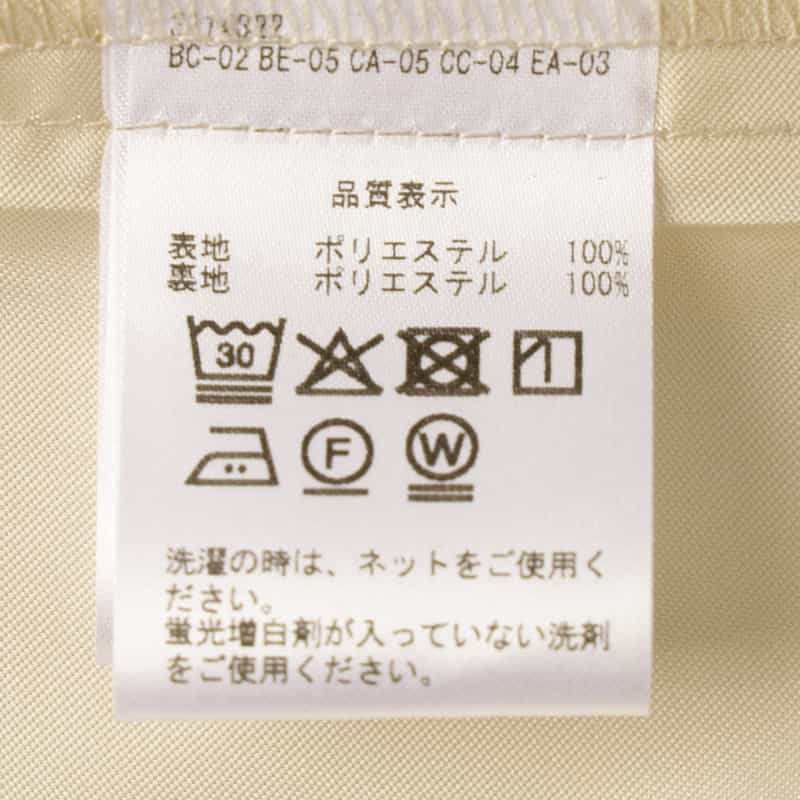 BC-02 BE-05 CA-05 CC-04 EA-03
品質表示
表地 ポリエステル 100%
裏地 ポリエステル 100%
30
F W
洗濯の時は、ネットをご使用く
ださい。
蛍光増白剤が入っていない洗剤
をご使用ください。